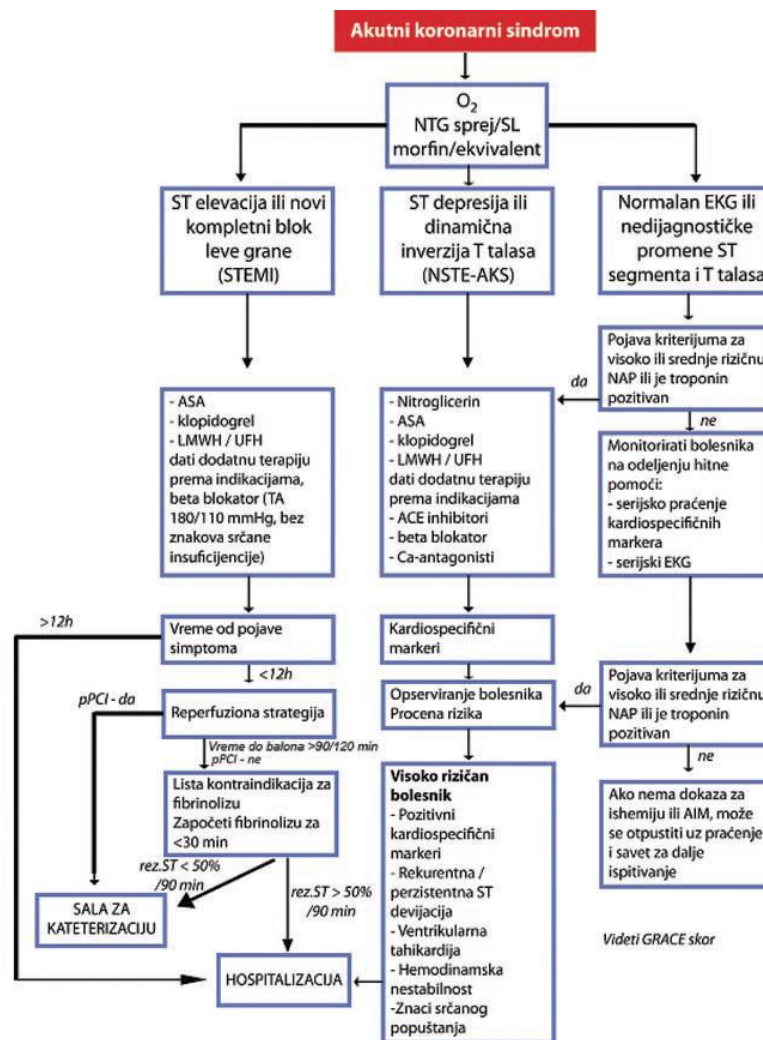 Akutni koronarni sindrom
O2
NTG sprej/SL
morfin/ekvivalent
ST elevacija ili novi
kompletni blok
leve grane
(STEMI)
ST depresija ili
dinamična
inverzija T talasa
(NSTE-AKS)
Normalan EKG ili
nedijagnostičke
promene ST
segmenta i T talasa
Pojava kriterijuma za
visoko ili srednje rizičnu
NAP ili je troponin
pozitivan
da
ne
- ASA
- klopidogrel
- LMWH / UFH
dati dodatnu terapiju
prema indikacijama,
beta blokator (TA
180/110 mmHg, bez
znakova srčane
insuficijencije)
- Nitroglicerin
- ASA
- klopidogrel
- LMWH / UFH
dati dodatnu terapiju
prema indikacijama
- ACE inhibitori
- beta blokator
- Ca-antagonisti
Monitorirati bolesnika
na odeljenju hitne
pomoći:
- serijsko praćenje
kardiospecifičnih
markera
- serijski EKG
>12h
Vreme od pojave
simptoma
<12h
Kardiospecifični
markeri
pPCI - da
Reperfuziona strategija
Opserviranje bolesnika
Procena rizika
da
Pojava kriterijuma za
visoko ili srednje rizičnu
NAP ili je troponin
pozitivan
ne
Vreme do balona >90/120 min
pPCI - ne
Lista kontraindikacija za
fibrinolizu
Započeti fibrinolizu za
<30 min
rez.ST < 50%
/90 min
rez.ST > 50%
/90 min
SALA ZA
KATETERIZACIJU
HOSPITALIZACIJA
Visoko rizičan
bolesnik
- Pozitivni
kardiospecifični
markeri
- Rekurentna /
perzistentna ST
devijacija
- Ventrikularna
tahikardija
- Hemodinamska
nestabilnost
-Znaci srčanog
popuštanja
Ako nema dokaza za
ishemiju ili AIM, može
se otpustiti uz praćenje
i savet za dalje
ispitivanje
Videti GRACE skor